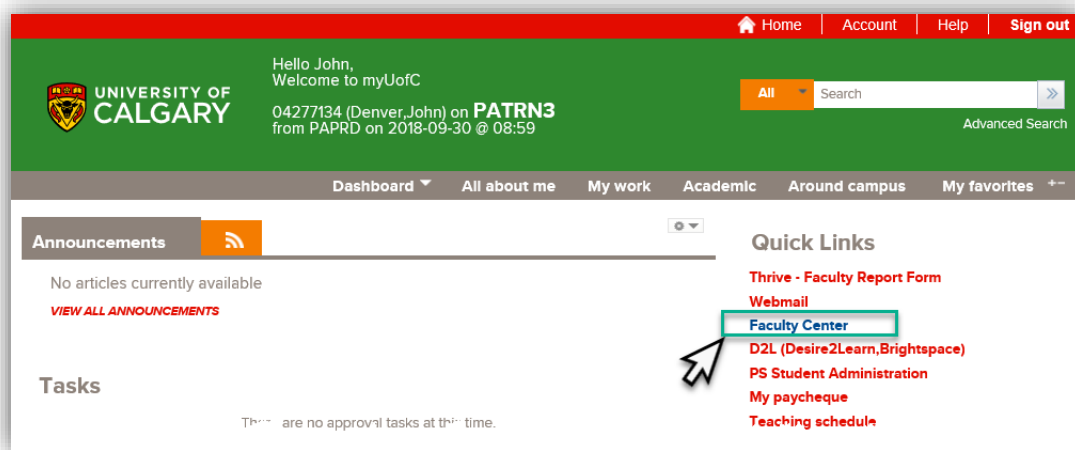 Home Account Help Sign out
UNIVERSITY OF
CALGARY
Hello John,
Welcome to myUofC
04277134 (Denver,John) on PATRN3
from PAPRD on 2018-09-30 @ 08:59
All Search
Advanced Search
Dashboard All about me My work Academic Around campus My favorites
Announcements
No articles currently available
VIEW ALL ANNOUNCEMENTS
Tasks
are no approval tasks at this time.
Quick Links
Thrive - Faculty Report Form
Webmail
Faculty Center
D2L (Desire2Learn,Brightspace)
PS Student Administration
My paycheque
Teaching schedule